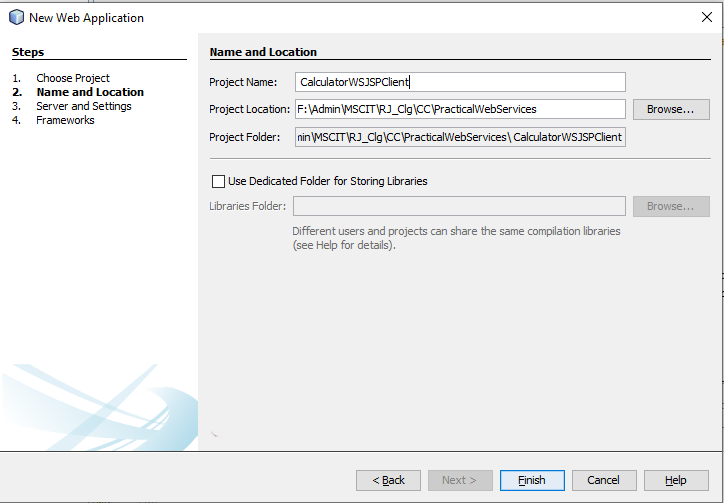 New Web Application
Steps
1. Choose Project
2. Name and Location
3. Server and Settings
4. Frameworks
Name and Location
Project Name: CalculatorWSJSPClient
Project Location: F:\Admin\MSCIT\RJ_Clg\CC\PracticalWebServices Browse...
Project Folder: nin\MSCIT\RJ_Clg\CC\PracticalWebServices\ CalculatorWSJSPClient
Use Dedicated Folder for Storing Libraries
Libraries Folder: Browse...
Different users and projects can share the same compilation libraries
(see Help for details).
< Back Next > Finish Cancel Help